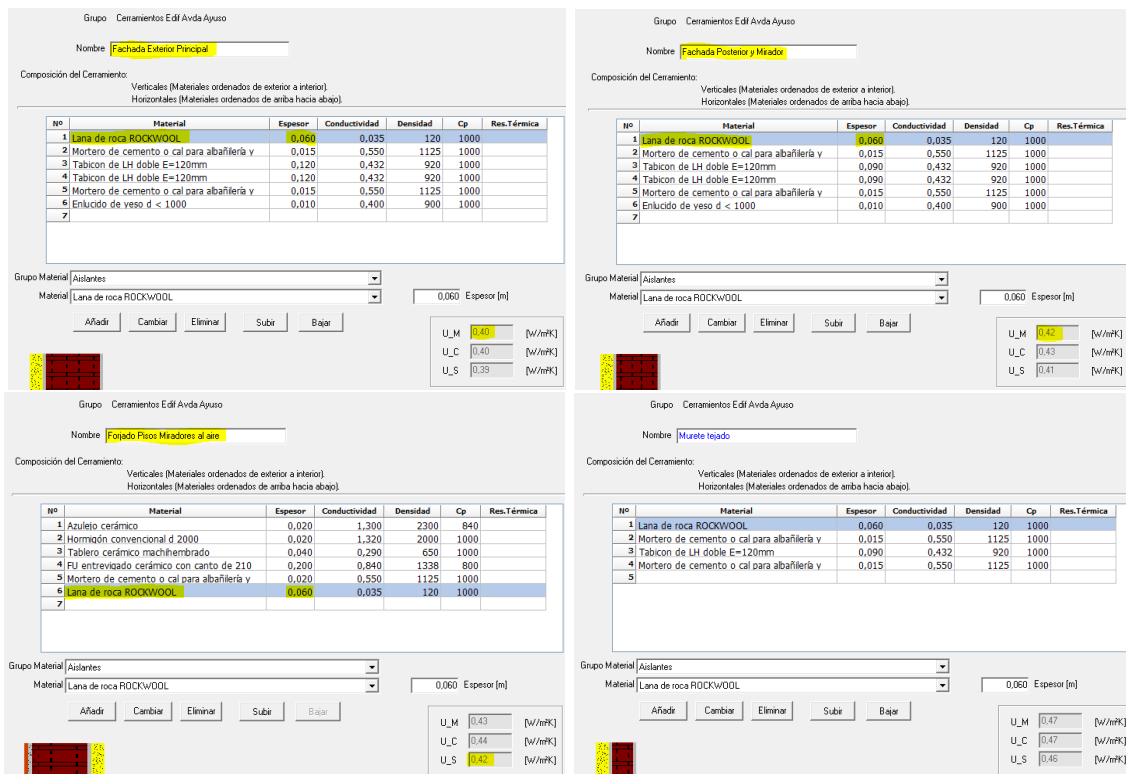 Grupo Cerramientos Edif Avda Ayuso
Nombre Fachada Exterior Principal
Composición del Cerramiento:
Verticales (Materiales ordenados de exterior a interior).
Horizontales (Materiales ordenados de arriba hacia abajo).
Nº Material Espesor Conductividad Densidad Cp Res.Térmica
1 Lana de roca ROCKWOOL 0,060 0,035 120 1000
2 Mortero de cemento o cal para albañilería y 0,015 0,550 1125 1000
3 Tabicon de LH doble E=120mm 0,120 0,432 920 1000
4 Tabicon de LH doble E=120mm 0,120 0,432 920 1000
5 Mortero de cemento o cal para albañilería y 0,015 0,550 1125 1000
6 Enlucido de yeso d < 1000 0,010 0,400 900 1000
7
Grupo Material Aislantes
Material Lana de roca ROCKWOOL 0,060 Espesor [m]
Añadir Cambiar Eliminar Subir Bajar
U_M 0,40 [W/m²K]
U_C 0,40 [W/m²K]
U_S 0,39 [W/m²K]
Grupo Cerramientos Edif Avda Ayuso
Nombre Fachada Posterior y Mirador
Composición del Cerramiento:
Verticales (Materiales ordenados de exterior a interior).
Horizontales (Materiales ordenados de arriba hacia abajo).
Nº Material Espesor Conductividad Densidad Cp Res.Térmica
1 Lana de roca ROCKWOOL 0,060 0,035 120 1000
2 Mortero de cemento o cal para albañilería y 0,015 0,550 1125 1000
3 Tabicon de LH doble E=120mm 0,090 0,432 920 1000
4 Tabicon de LH doble E=120mm 0,090 0,432 920 1000
5 Mortero de cemento o cal para albañilería y 0,015 0,550 1125 1000
6 Enlucido de yeso d < 1000 0,010 0,400 900 1000
7
Grupo Material Aislantes
Material Lana de roca ROCKWOOL 0,060 Espesor [m]
Añadir Cambiar Eliminar Subir Bajar
U_M 0,42 [W/m²K]
U_C 0,43 [W/m²K]
U_S 0,41 [W/m²K]
Grupo Cerramientos Edif Avda Ayuso
Nombre Forjado Pisos Miradores al aire
Composición del Cerramiento:
Verticales (Materiales ordenados de exterior a interior).
Horizontales (Materiales ordenados de arriba hacia abajo).
Nº Material Espesor Conductividad Densidad Cp Res.Térmica
1 Azulejo cerámico 0,020 1,300 2300 840
2 Hormigón convencional d 2000 0,020 1,320 2000 1000
3 Tablero cerámico machihembrado 0,040 0,290 650 1000
4 FU entrevigado cerámico con canto de 210 0,200 0,840 1338 800
5 Mortero de cemento o cal para albañilería y 0,020 0,550 1125 1000
6 Lana de roca ROCKWOOL 0,060 0,035 120 1000
7
Grupo Material Aislantes
Material Lana de roca ROCKWOOL 0,060 Espesor [m]
Añadir Cambiar Eliminar Subir Bajar
U_M 0,43 [W/m²K]
U_C 0,44 [W/m²K]
U_S 0,42 [W/m²K]
Grupo Cerramientos Edif Avda Ayuso
Nombre Murete tejado
Composición del Cerramiento:
Verticales (Materiales ordenados de exterior a interior).
Horizontales (Materiales ordenados de arriba hacia abajo).
Nº Material Espesor Conductividad Densidad Cp Res.Térmica
1 Lana de roca ROCKWOOL 0,060 0,035 120 1000
2 Mortero de cemento o cal para albañilería y 0,015 0,550 1125 1000
3 Tabicon de LH doble E=120mm 0,090 0,432 920 1000
4 Mortero de cemento o cal para albañilería y 0,015 0,550 1125 1000
5
Grupo Material Aislantes
Material Lana de roca ROCKWOOL 0,060 Espesor [m]
Añadir Cambiar Eliminar Subir Bajar
U_M 0,47 [W/m²K]
U_C 0,47 [W/m²K]
U_S 0,46 [W/m²K]